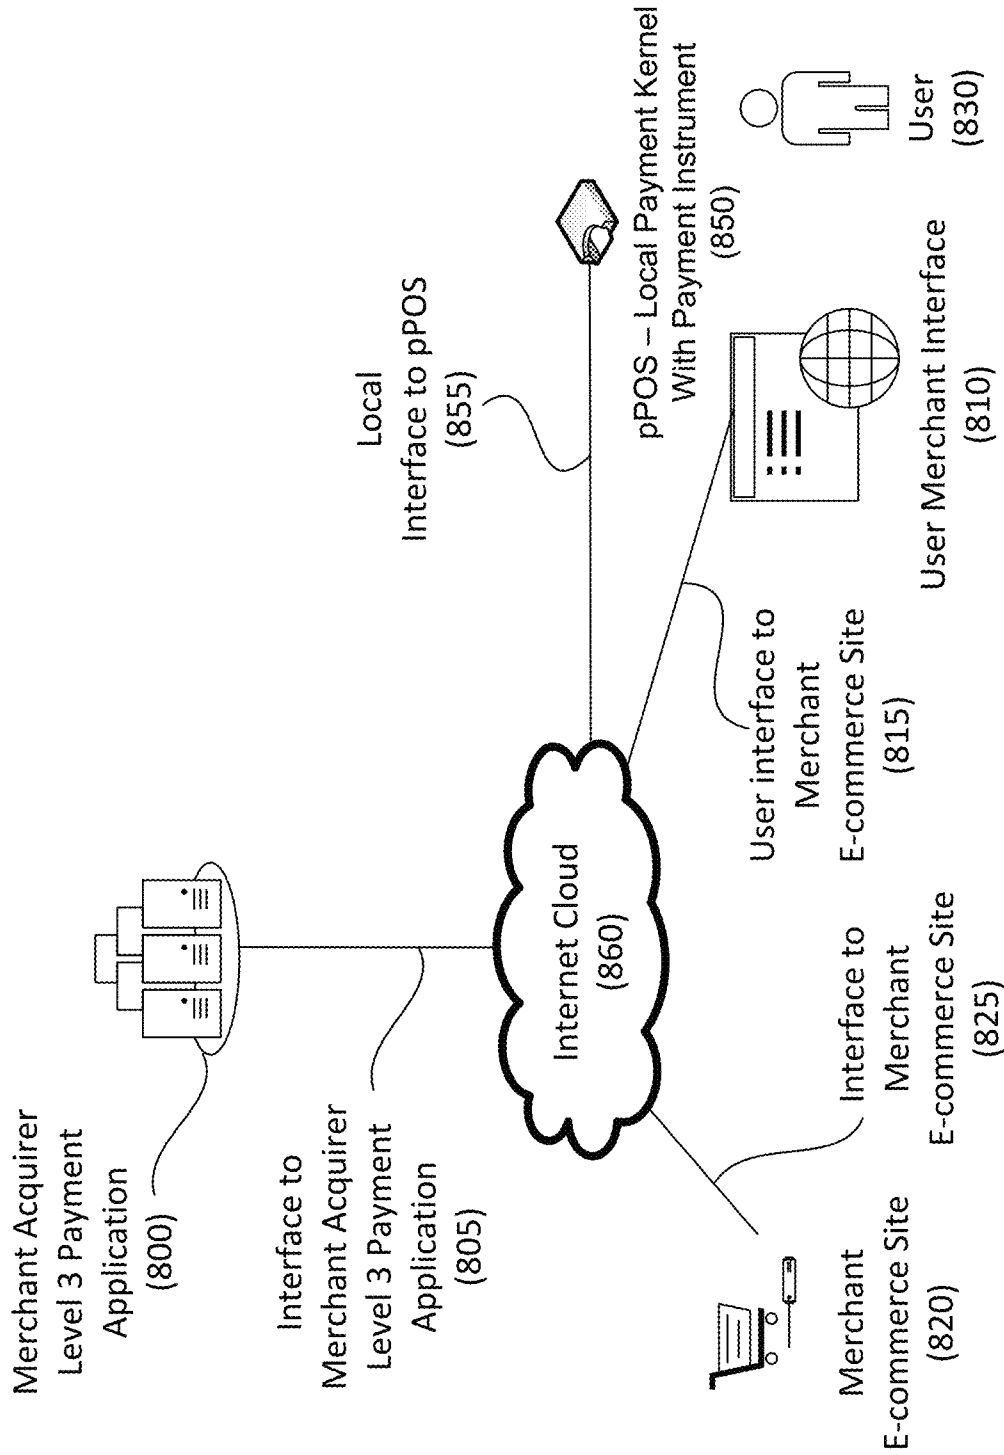 Merchant Acquirer
Level 3 Payment
Application
(800)
Interface to
Merchant Acquirer
Level 3 Payment
Application
(805)
Local
Interface to pPOS
(855)
Internet Cloud
(860)
pPOS – Local Payment Kernel
With Payment Instrument
(850)
User
(830)
User Merchant Interface
(810)
User interface to
Merchant
E-commerce Site
(815)
Interface to
Merchant
E-commerce Site
(825)
Merchant
E-commerce Site
(820)